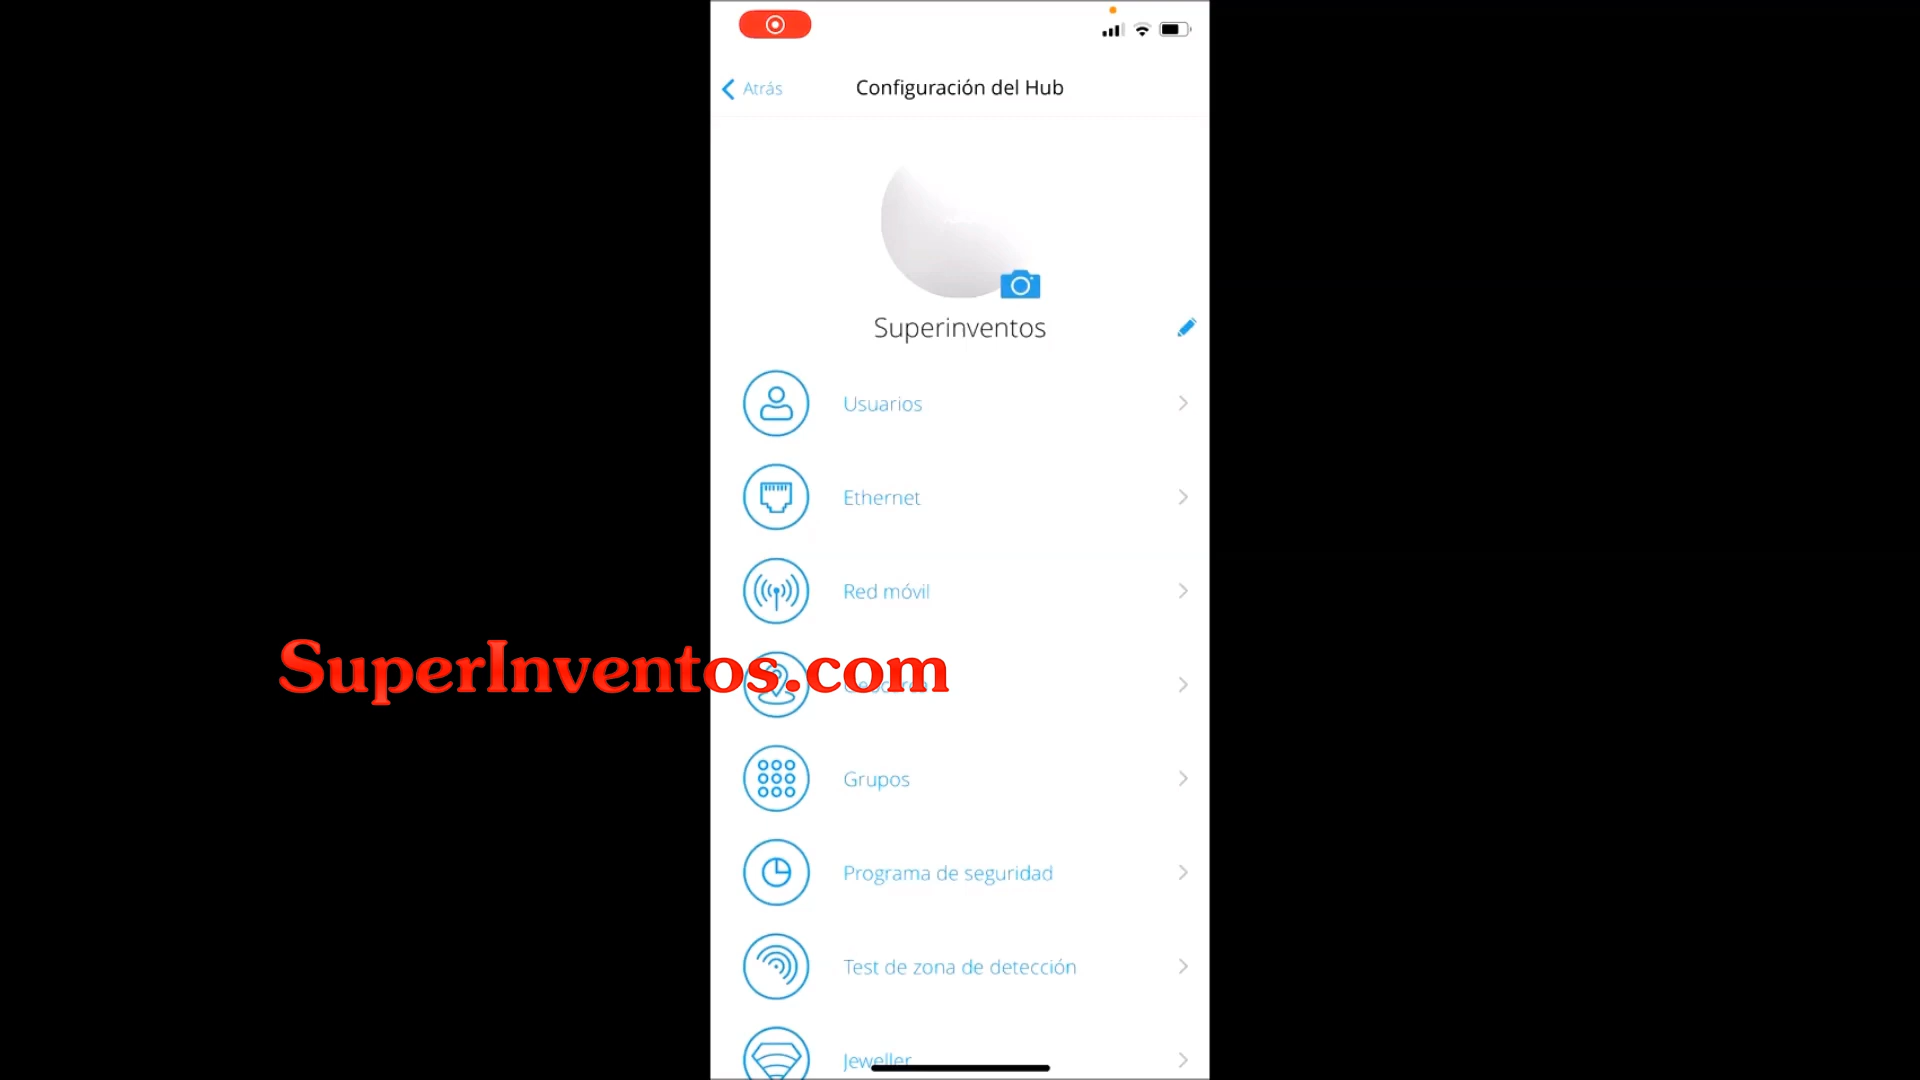 Atrás
Configuración del Hub
Superinventos
Usuarios
Ethernet
Red móvil
SuperInventos.com
Grupos
Programa de seguridad
Test de zona de detección
Jeweller